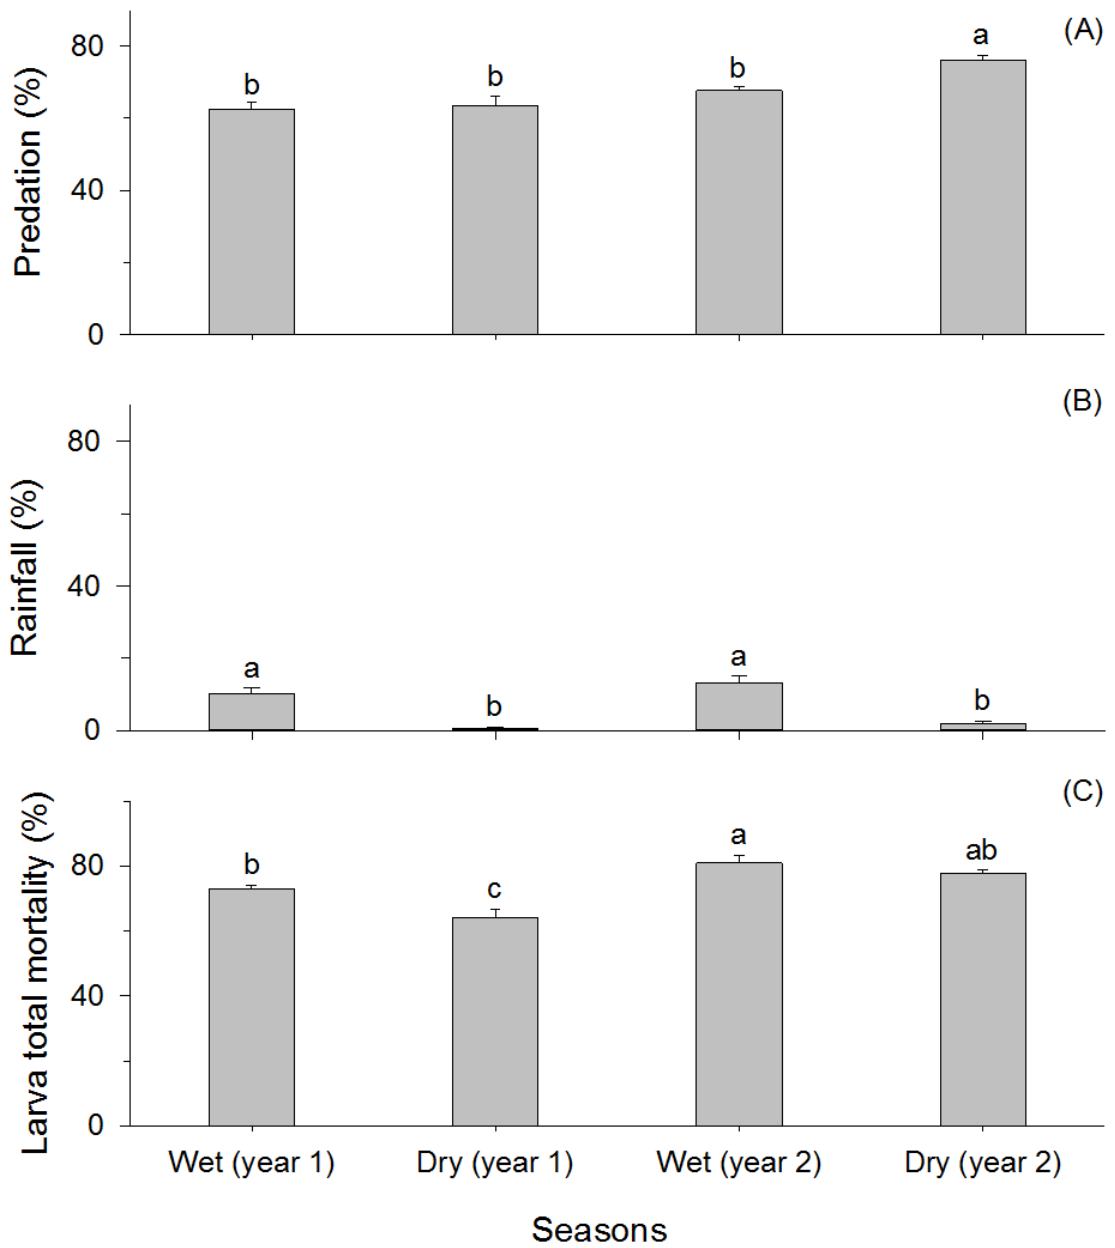 (A)
Predation (%)
80
40
0
b
b
b
a
(B)
Rainfall (%)
80
40
0
a
b
a
b
(C)
Larva total mortality (%)
80
40
0
b
c
a
ab
Wet (year 1)
Dry (year 1)
Wet (year 2)
Dry (year 2)
Seasons